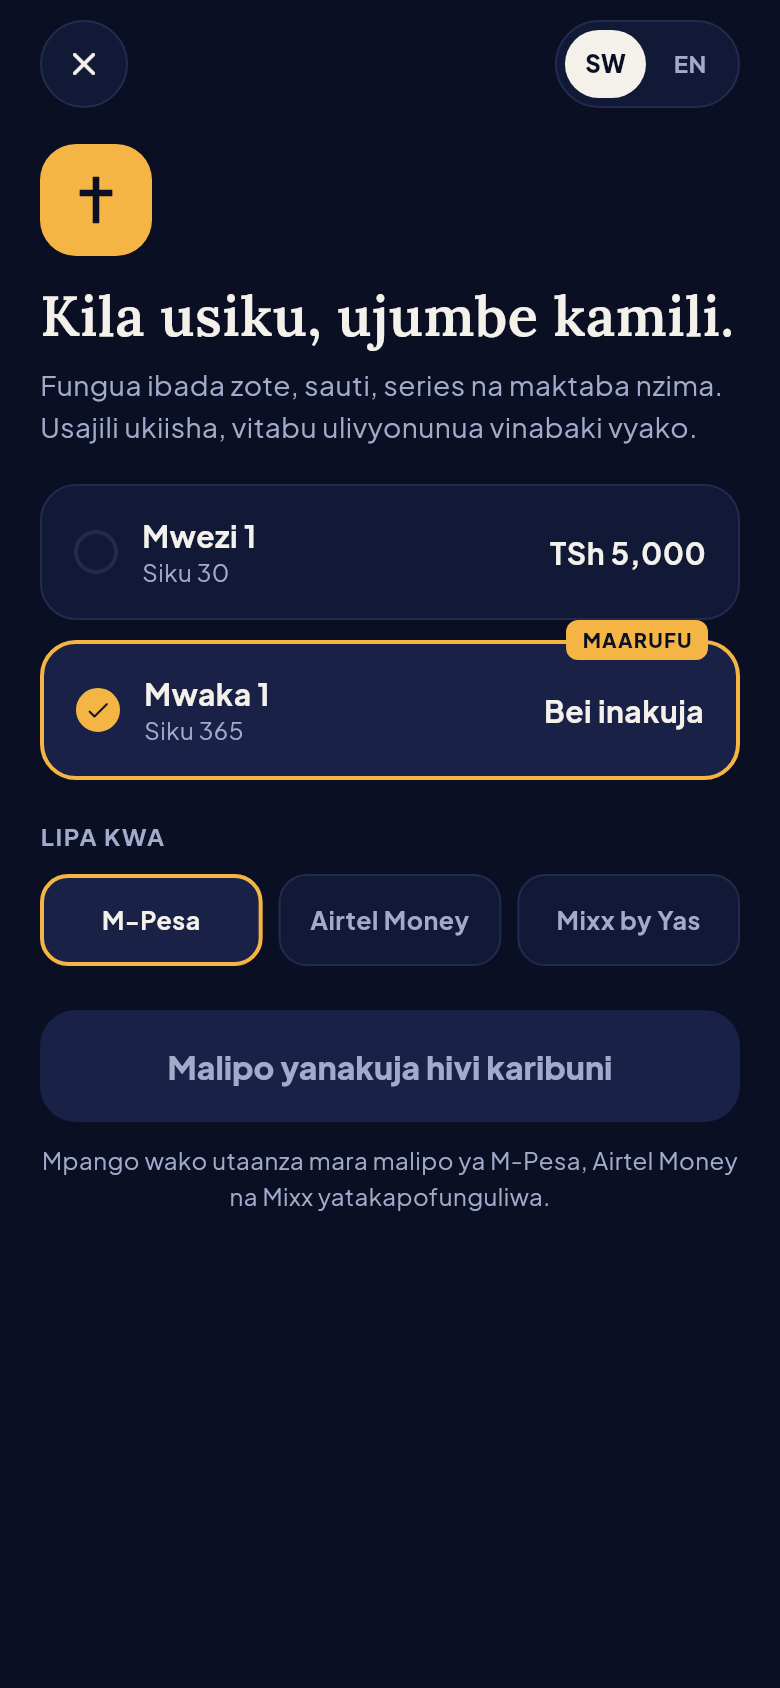 SW EN
Kila usiku, ujumbe kamili.
Fungua ibada zote, sauti, series na maktaba nzima.
Usajili ukiisha, vitabu ulivyonunua vinabaki vyako.
Mwezi 1
Siku 30
TSh 5,000
MAARUFU
Mwaka 1
Siku 365
Bei inakuja
LIPA KWA
M-Pesa
Airtel Money
Mixx by Yas
Malipo yanakuja hivi karibuni
Mpango wako utaanza mara malipo ya M-Pesa, Airtel Money
na Mixx yatakapofunguliwa.